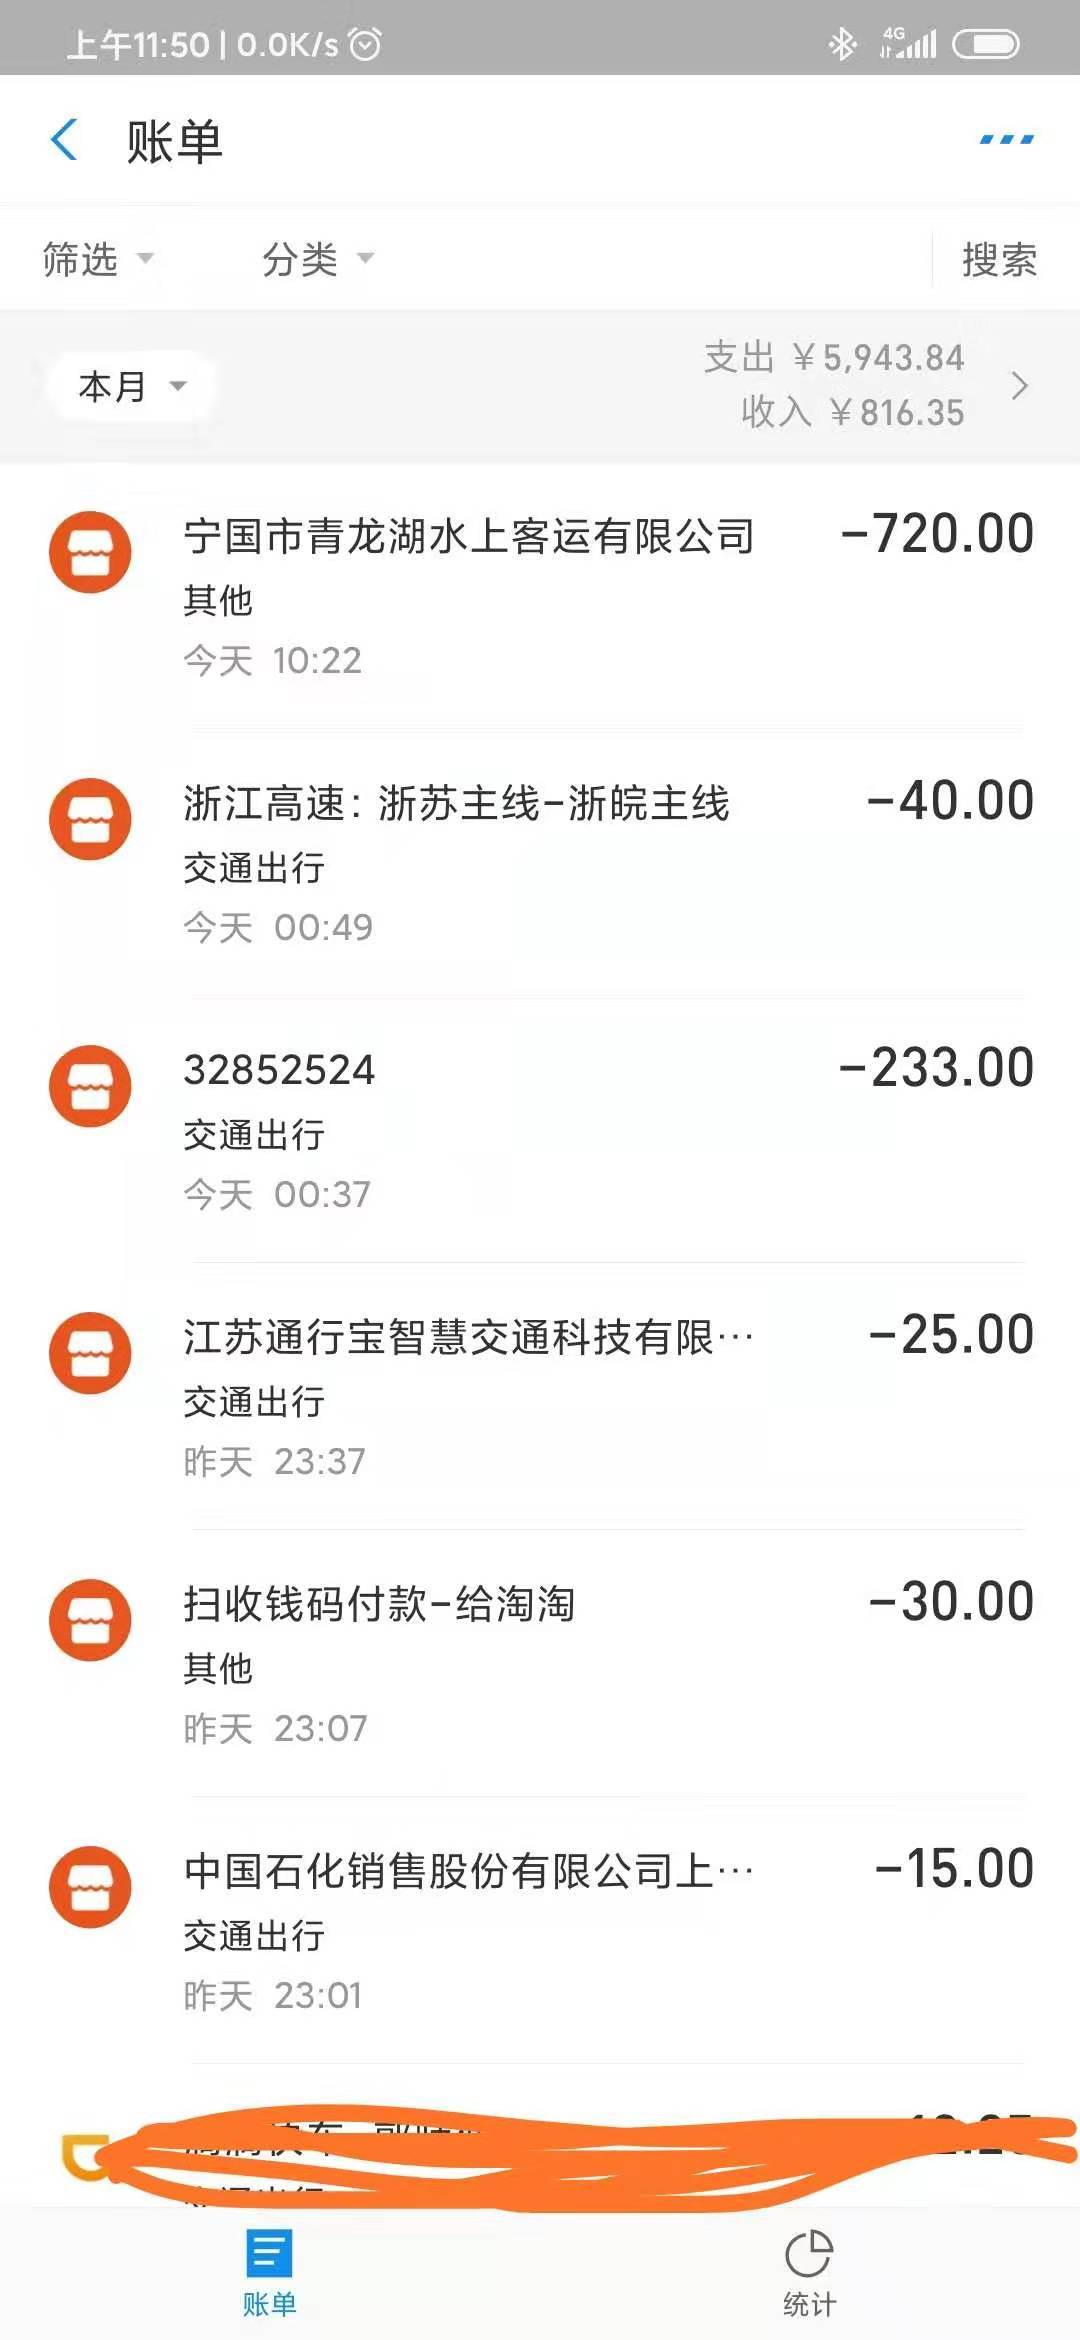 上午11:50 | 0.0K/s
4G
账单
筛选
分类
搜索
本月
支出 ￥5,943.84
收入 ￥816.35
宁国市青龙湖水上客运有限公司 -720.00
其他
今天 10:22
浙江高速：浙苏主线-浙皖主线 -40.00
交通出行
今天 00:49
32852524 -233.00
交通出行
今天 00:37
江苏通行宝智慧交通科技有限… -25.00
交通出行
昨天 23:37
扫收钱码付款-给淘淘 -30.00
其他
昨天 23:07
中国石化销售股份有限公司上… -15.00
交通出行
昨天 23:01
账单
统计